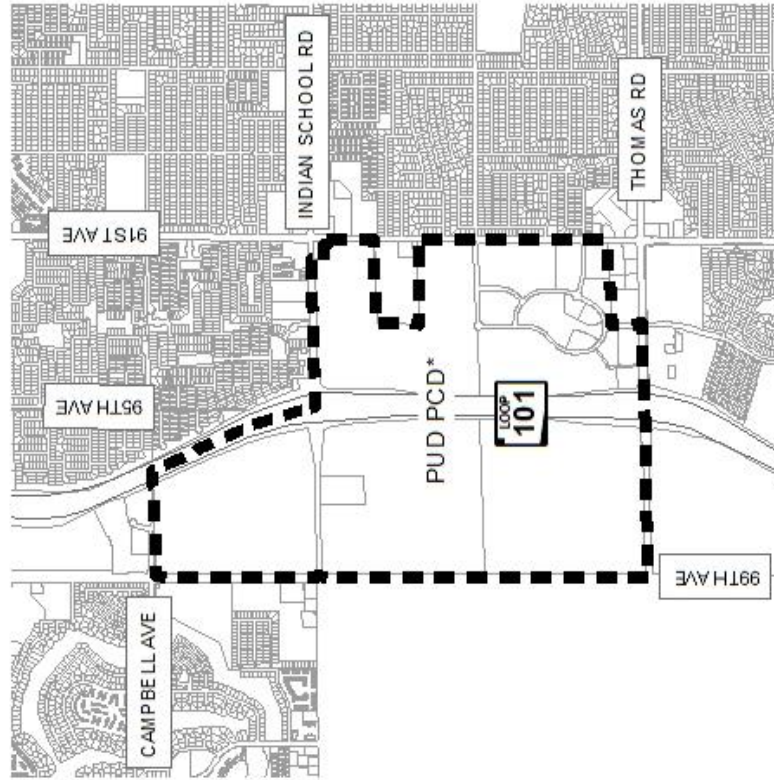 91ST AVE
INDIAN SCHOOL RD
THOMAS RD
95TH AVE
PUD PCD*
LOOP
101
CAMPBELL AVE
99TH AVE